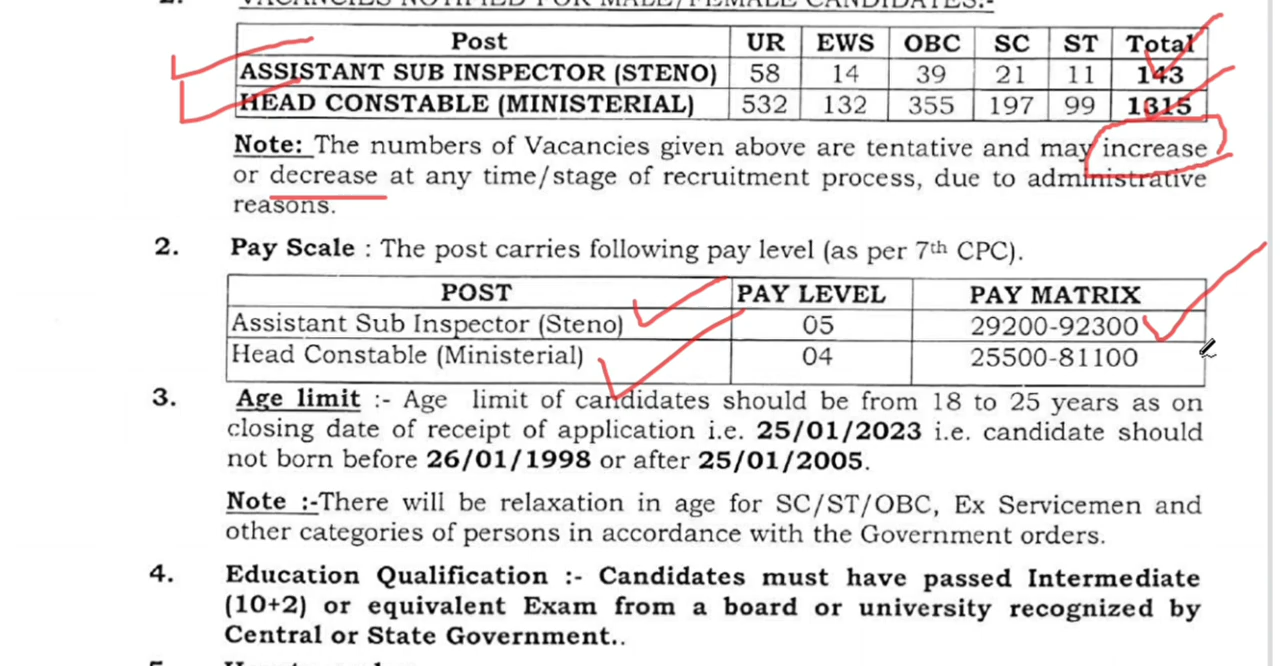 VACANCIES NOTIFIED FOR MALE/FEMALE CANDIDATES:-
Post UR EWS OBC SC ST Total
ASSISTANT SUB INSPECTOR (STENO) 58 14 39 21 11 143
HEAD CONSTABLE (MINISTERIAL) 532 132 355 197 99 1315
Note: The numbers of Vacancies given above are tentative and may increase
or decrease at any time/stage of recruitment process, due to administrative
reasons.
2. Pay Scale : The post carries following pay level (as per 7th CPC).
POST PAY LEVEL PAY MATRIX
Assistant Sub Inspector (Steno) 05 29200-92300
Head Constable (Ministerial) 04 25500-81100
3. Age limit :- Age limit of candidates should be from 18 to 25 years as on
closing date of receipt of application i.e. 25/01/2023 i.e. candidate should
not born before 26/01/1998 or after 25/01/2005.
Note :-There will be relaxation in age for SC/ST/OBC, Ex Servicemen and
other categories of persons in accordance with the Government orders.
4. Education Qualification :- Candidates must have passed Intermediate
(10+2) or equivalent Exam from a board or university recognized by
Central or State Government..